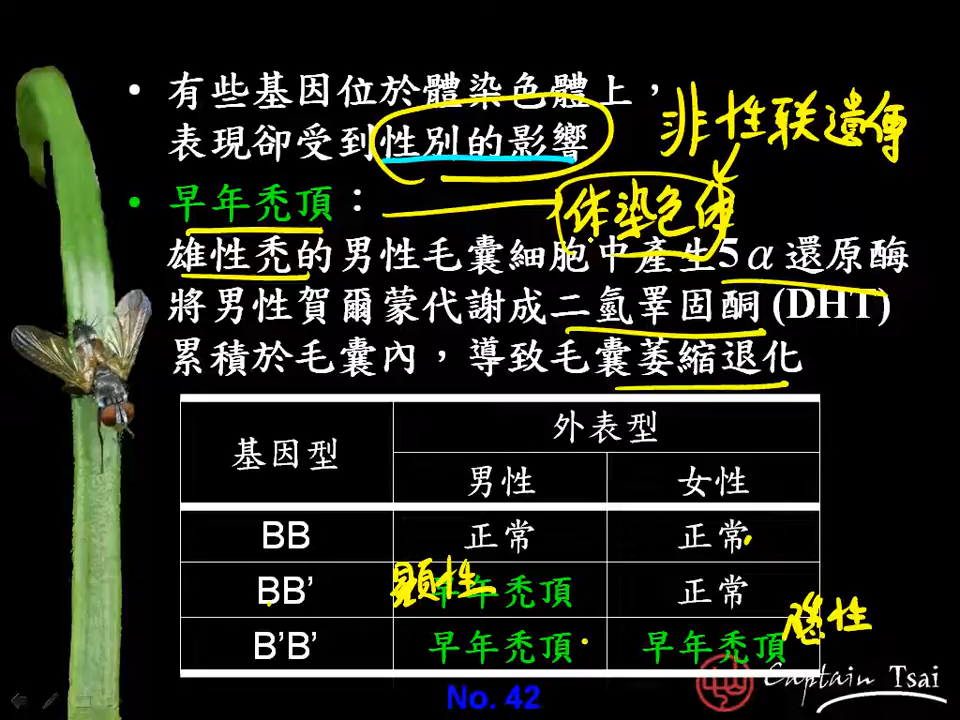 有些基因位於體染色體上，
非性联遺傳
表現卻受到性別的影響
早年禿頂：
体染色体
雄性禿的男性毛囊細胞中產生5α還原酶
將男性賀爾蒙代謝成二氫睪固酮(DHT)
累積於毛囊內，導致毛囊萎縮退化
基因型 外表型
男性 女性
BB 正常 正常
BB' 顯性 早年禿頂 正常
B'B' 早年禿頂 早年禿頂 隱性
Captain Tsai
No. 42